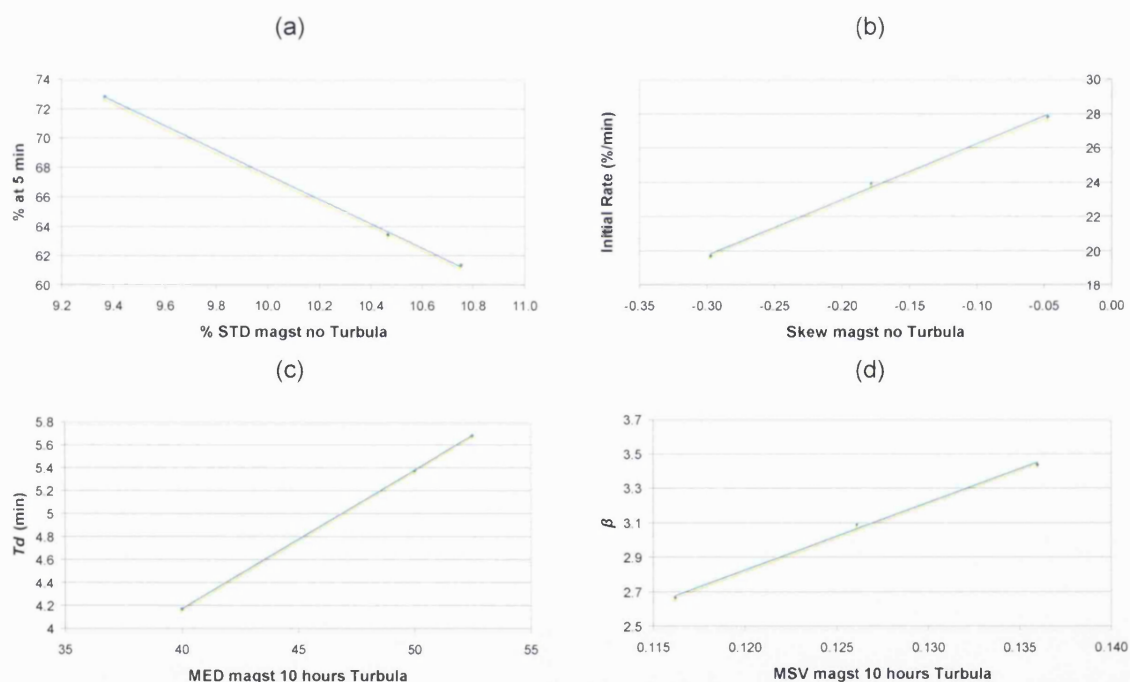 (a)
74
72
70
68
66
64
62
60
% at 5 min
9.2 9.4 9.6 9.8 10.0 10.2 10.4 10.6 10.8 11.0
% STD magst no Turbula
(b)
30
28
26
24
22
20
18
Initial Rate (%/min)
-0.35 -0.30 -0.25 -0.20 -0.15 -0.10 -0.05 0.00
Skew magst no Turbula
(c)
5.8
5.6
5.4
5.2
5
4.8
4.6
4.4
4.2
4
Td (min)
35 40 45 50 55
MED magst 10 hours Turbula
(d)
3.7
3.5
3.3
3.1
2.9
2.7
2.5
β
0.115 0.120 0.125 0.130 0.135 0.140
MSV magst 10 hours Turbula